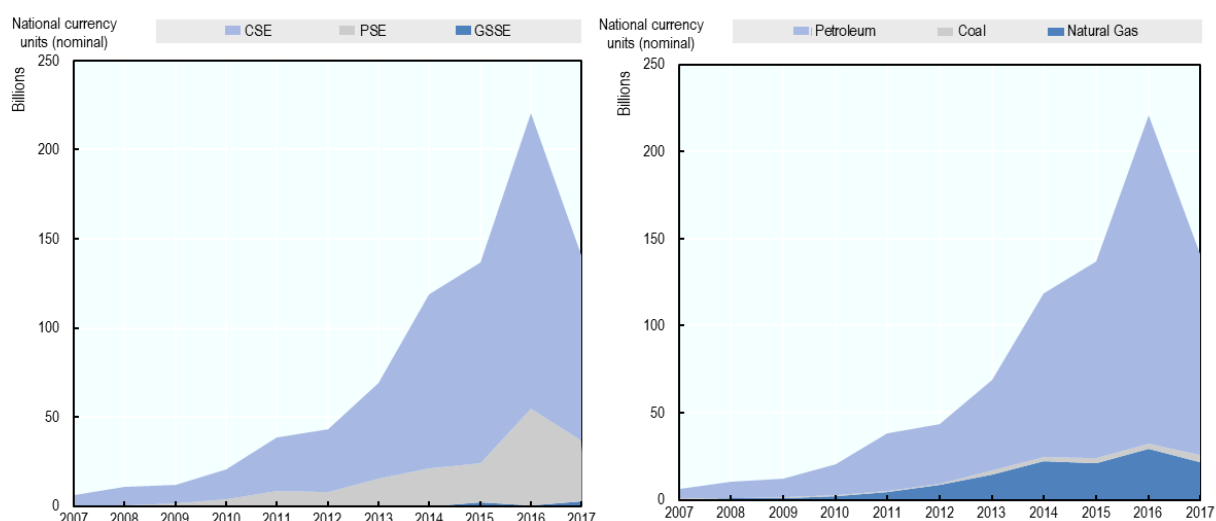 National currency
units (nominal)
CSE PSE GSSE
Billions
250
200
150
100
50
0
2007 2008 2009 2010 2011 2012 2013 2014 2015 2016 2017
National currency
units (nominal)
Petroleum Coal Natural Gas
Billions
250
200
150
100
50
0
2007 2008 2009 2010 2011 2012 2013 2014 2015 2016 2017